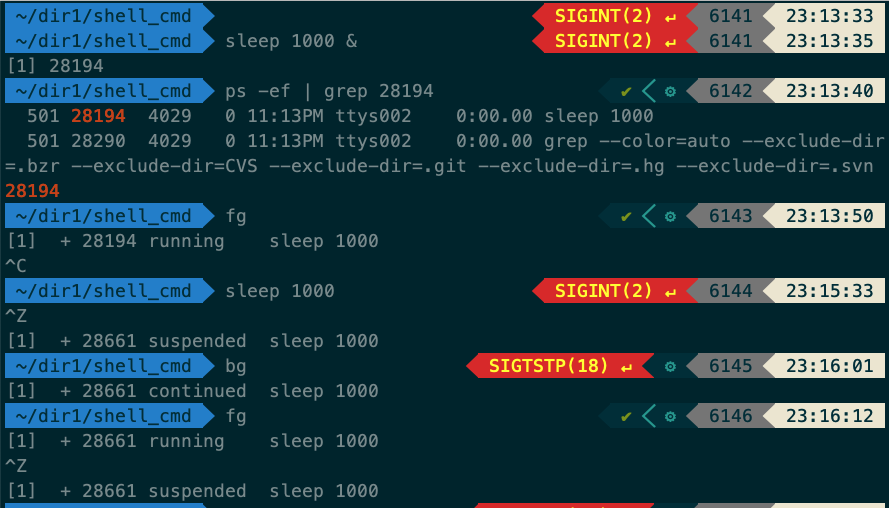 ~/dir1/shell_cmd SIGINT(2) ↵ 6141 23:13:33
~/dir1/shell_cmd sleep 1000 & SIGINT(2) ↵ 6141 23:13:35
[1] 28194
~/dir1/shell_cmd ps -ef | grep 28194 ✔ ⚙ 6142 23:13:40
501 28194 4029 0 11:13PM ttys002 0:00.00 sleep 1000
501 28290 4029 0 11:13PM ttys002 0:00.00 grep --color=auto --exclude-dir
=.bzr --exclude-dir=CVS --exclude-dir=.git --exclude-dir=.hg --exclude-dir=.svn
28194
~/dir1/shell_cmd fg ✔ ⚙ 6143 23:13:50
[1] + 28194 running sleep 1000
^C
~/dir1/shell_cmd sleep 1000 SIGINT(2) ↵ 6144 23:15:33
^Z
[1] + 28661 suspended sleep 1000
~/dir1/shell_cmd bg SIGTSTP(18) ↵ ⚙ 6145 23:16:01
[1] + 28661 continued sleep 1000
~/dir1/shell_cmd fg ✔ ⚙ 6146 23:16:12
[1] + 28661 running sleep 1000
^Z
[1] + 28661 suspended sleep 1000